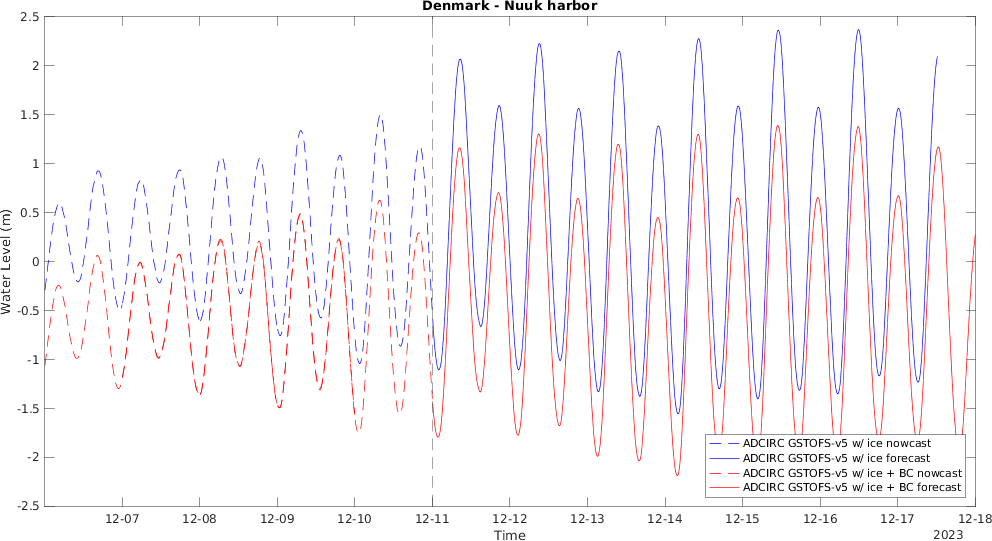 Denmark - Nuuk harbor
2.5
2
1.5
1
0.5
0
-0.5
-1
-1.5
-2
-2.5
Water Level (m)
ADCIRC GSTOFS-v5 w/ ice nowcast
ADCIRC GSTOFS-v5 w/ ice forecast
ADCIRC GSTOFS-v5 w/ ice + BC nowcast
ADCIRC GSTOFS-v5 w/ ice + BC forecast
12-07 12-08 12-09 12-10 12-11 12-12 12-13 12-14 12-15 12-16 12-17 12-18
Time
2023